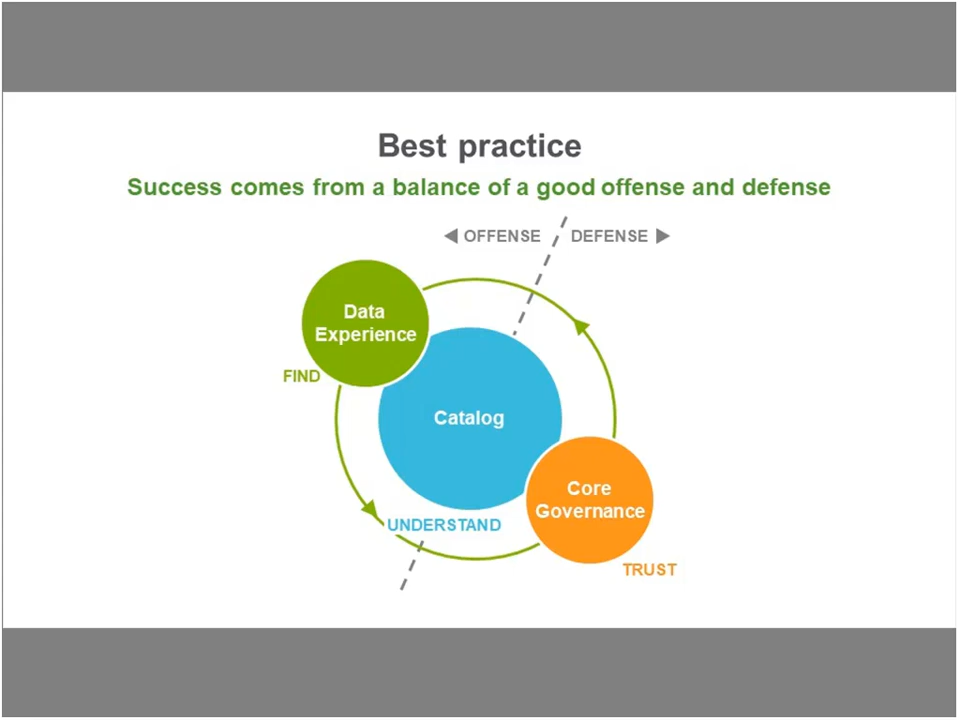 Best practice
Success comes from a balance of a good offense and defense
OFFENSE
DEFENSE
Data
Experience
FIND
Catalog
Core
Governance
UNDERSTAND
TRUST